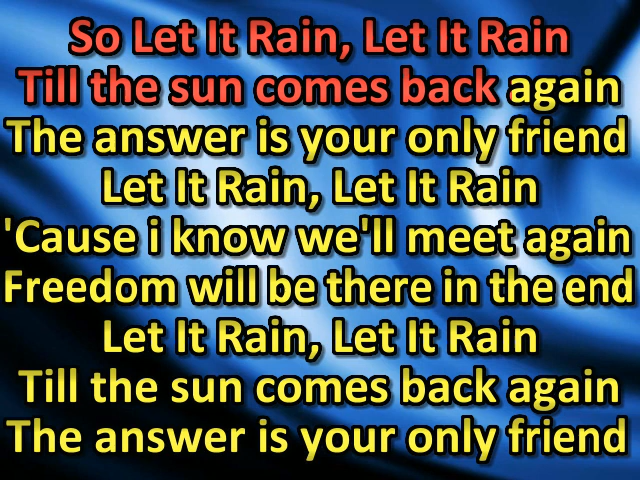 So Let It Rain, Let It Rain
Till the sun comes back again
The answer is your only friend
Let It Rain, Let It Rain
'Cause i know we'll meet again
Freedom will be there in the end
Let It Rain, Let It Rain
Till the sun comes back again
The answer is your only friend